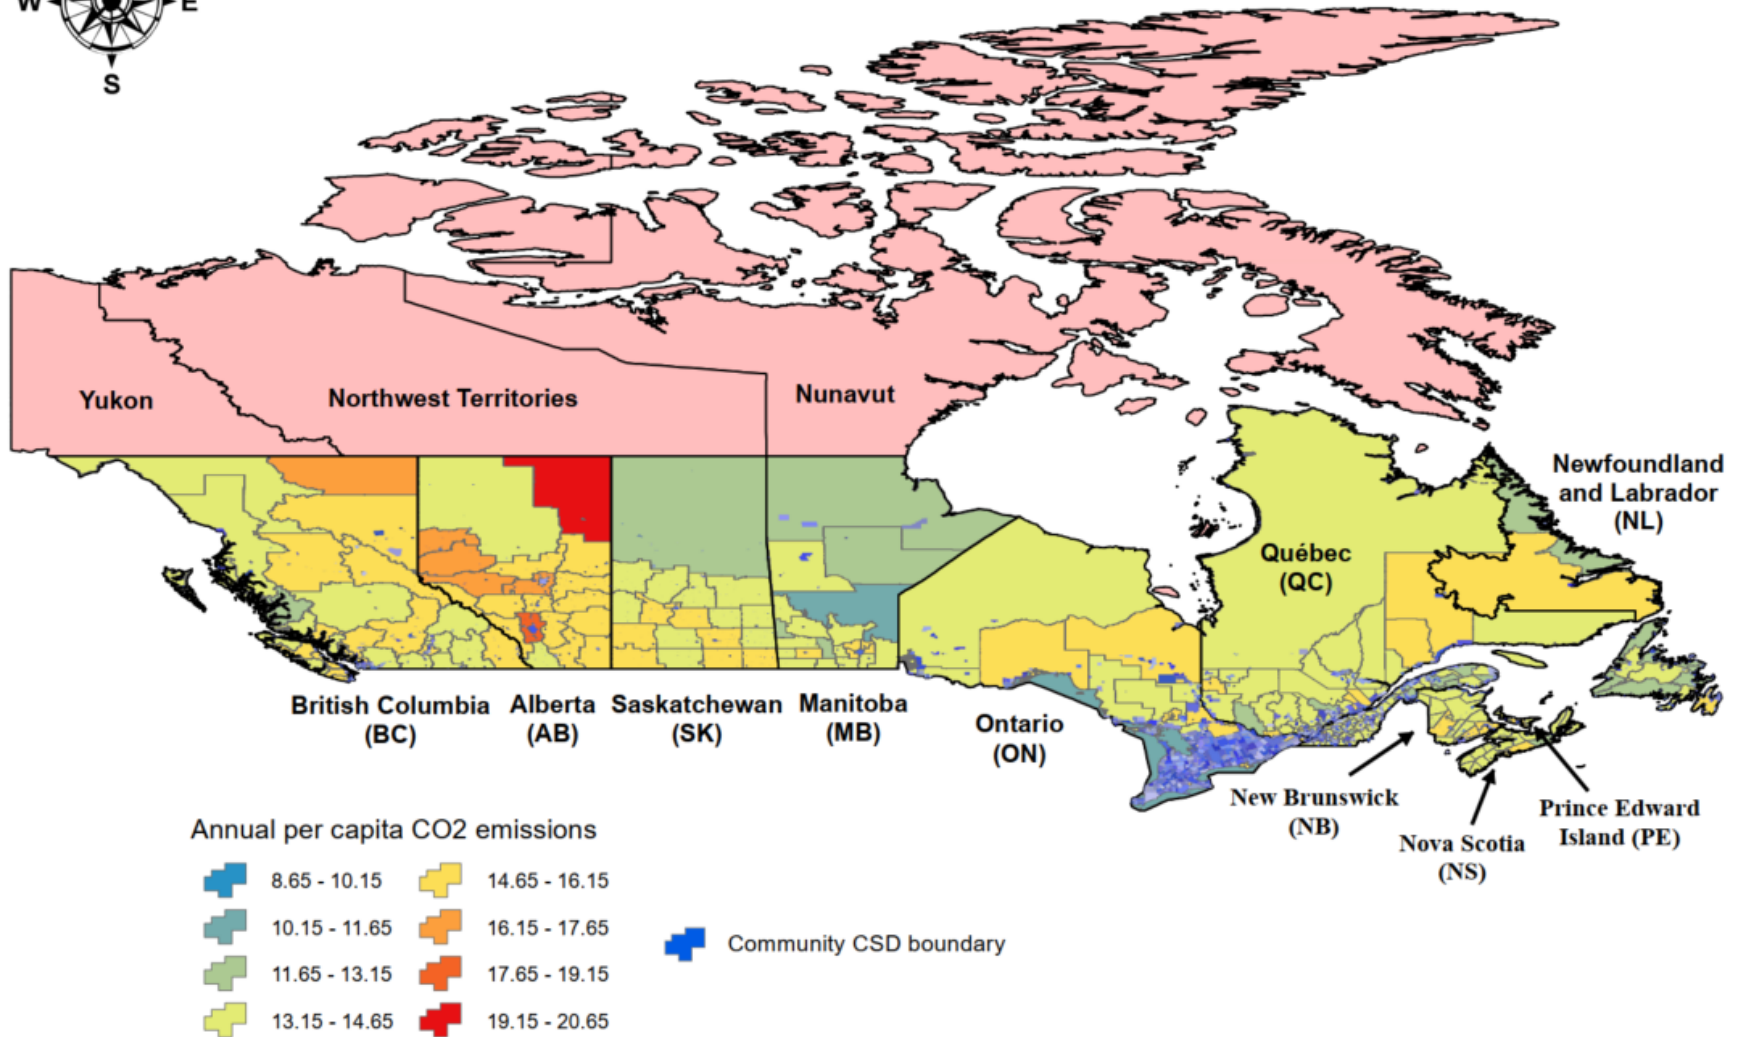 W
E
S
Yukon
Northwest Territories
Nunavut
Newfoundland
and Labrador
(NL)
Québec
(QC)
British Columbia
(BC)
Alberta
(AB)
Saskatchewan
(SK)
Manitoba
(MB)
Ontario
(ON)
New Brunswick
(NB)
Nova Scotia
(NS)
Prince Edward
Island (PE)
Annual per capita CO2 emissions
8.65 - 10.15
10.15 - 11.65
11.65 - 13.15
13.15 - 14.65
14.65 - 16.15
16.15 - 17.65
17.65 - 19.15
19.15 - 20.65
Community CSD boundary